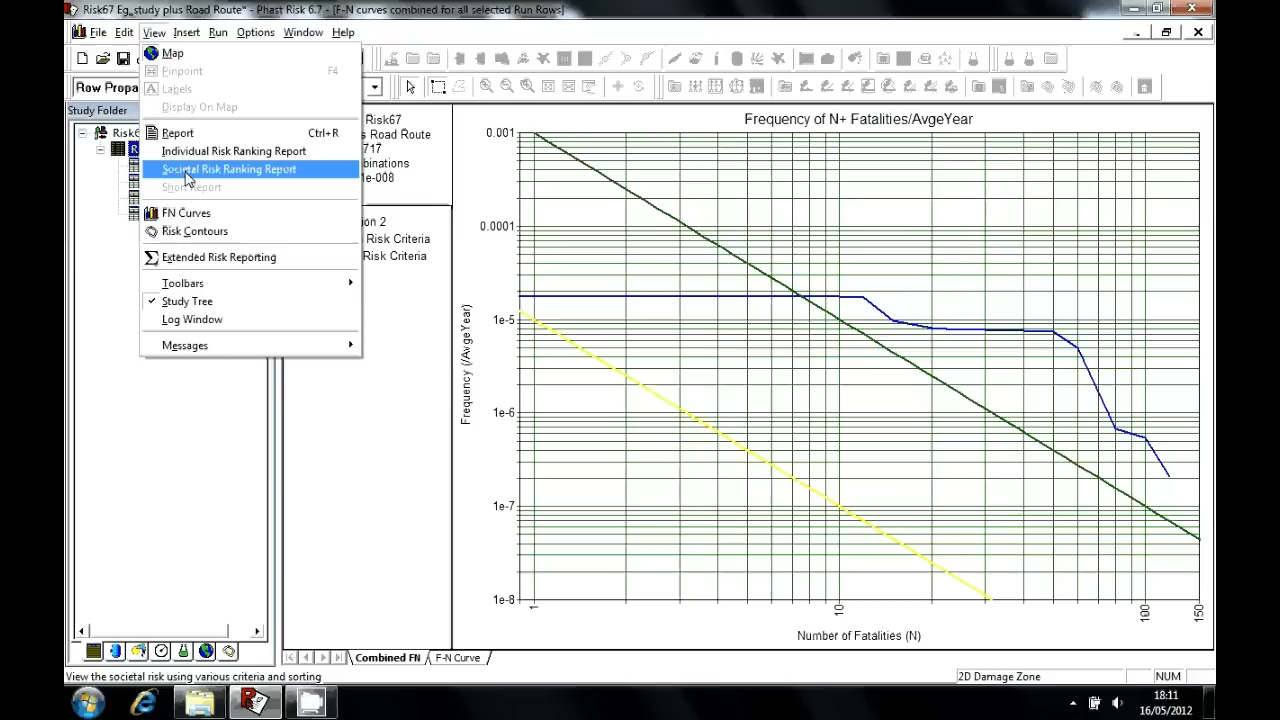 Risk67 Eg_study plus Road Route* - Phast Risk 6.7 - [F-N curves combined for all selected Run Rows]
File Edit View Insert Run Options Window Help
Row Propa
Study Folder
Risk6
R
Map
Pinpoint F4
Labels
Display On Map
Report Ctrl+R
Individual Risk Ranking Report
Societal Risk Ranking Report
Short Report
FN Curves
Risk Contours
Extended Risk Reporting
Toolbars
Study Tree
Log Window
Messages
Risk67
s Road Route
717
binations
1e-008
ion 2
Risk Criteria
Risk Criteria
Frequency of N+ Fatalities/AvgeYear
0.001
0.0001
1e-5
1e-6
1e-7
1e-8
Frequency (/AvgeYear)
1 10 100 150
Number of Fatalities (N)
Combined FN F-N Curve
View the societal risk using various criteria and sorting
2D Damage Zone NUM
18:11
16/05/2012